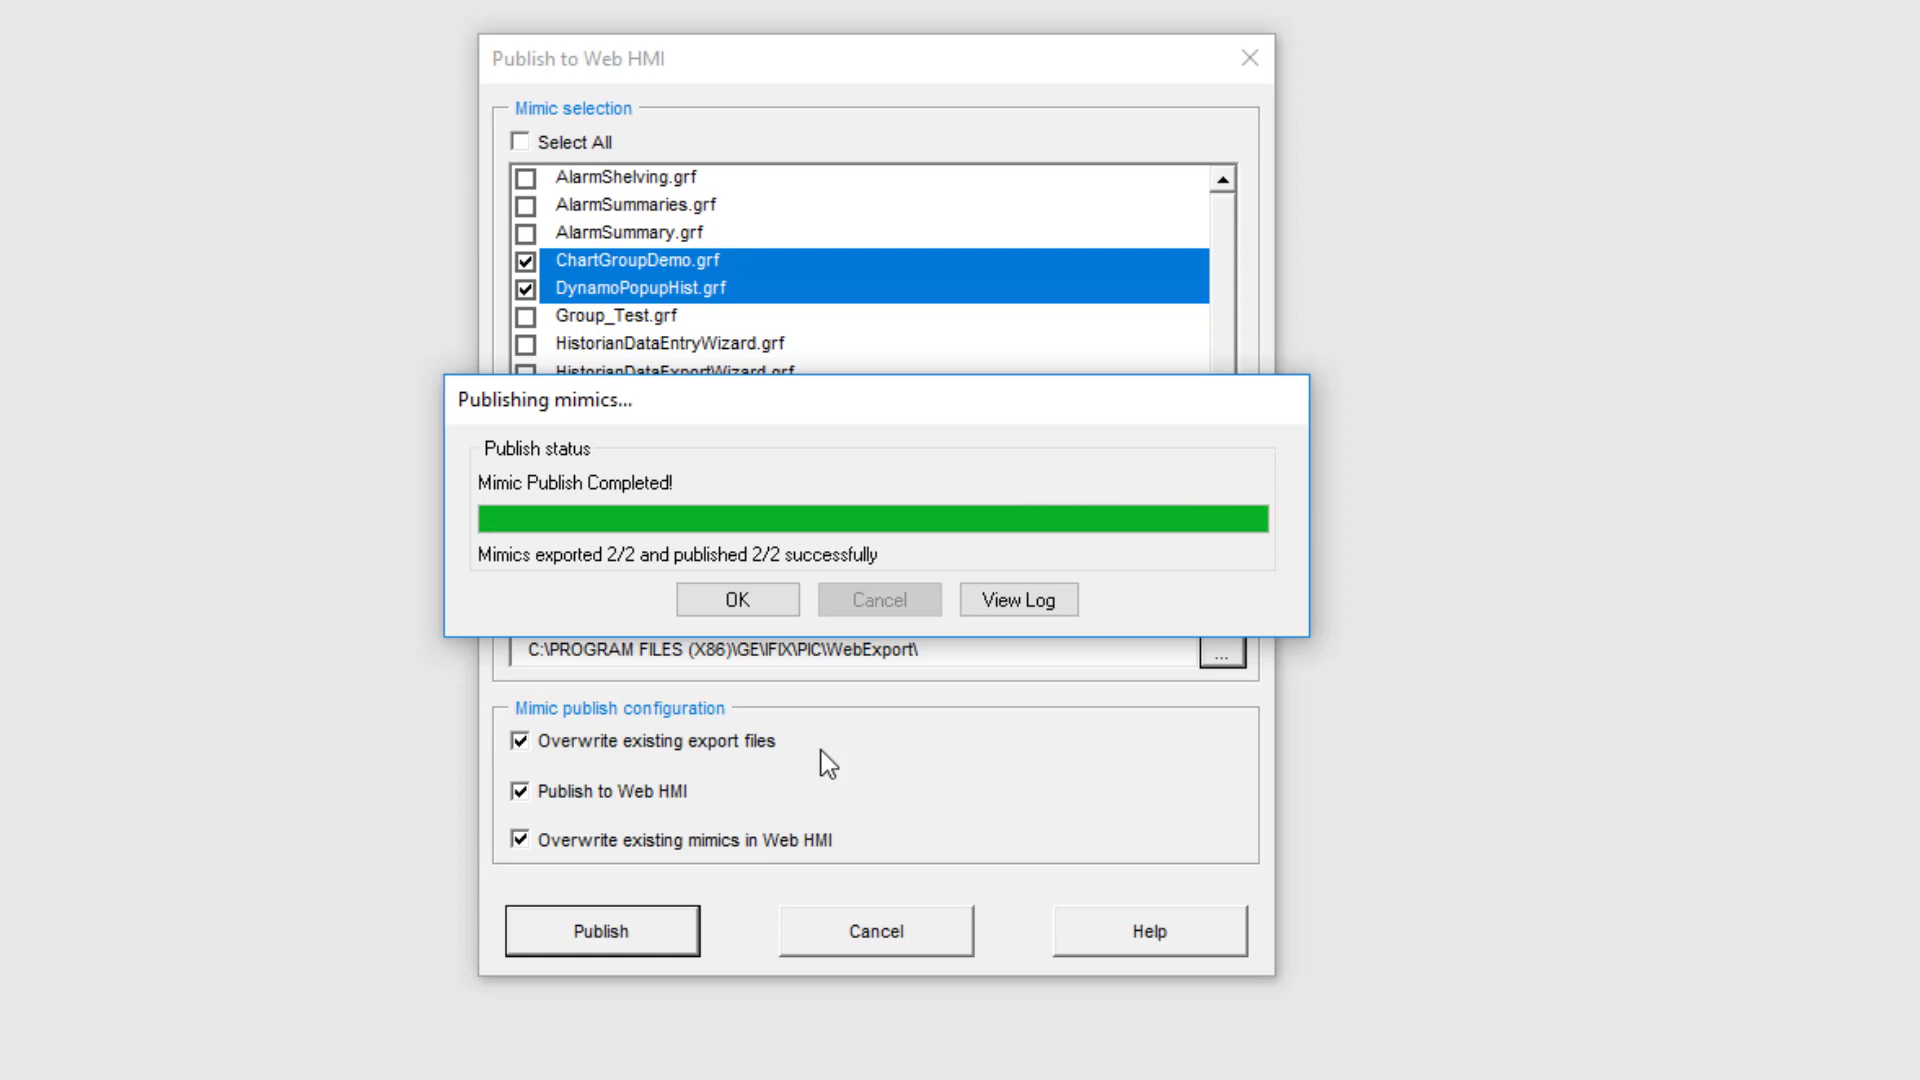 Publish to Web HMI
Mimic selection
Select All
AlarmShelving.grf
AlarmSummaries.grf
AlarmSummary.grf
ChartGroupDemo.grf
DynamoPopupHist.grf
Group_Test.grf
HistorianDataEntryWizard.grf
HistorianDataExportWizard.grf
Publishing mimics...
Publish status
Mimic Publish Completed!
Mimics exported 2/2 and published 2/2 successfully
OK
Cancel
View Log
C:\PROGRAM FILES (X86)\GE\IFIX\PIC\WebExport\
...
Mimic publish configuration
Overwrite existing export files
Publish to Web HMI
Overwrite existing mimics in Web HMI
Publish
Cancel
Help